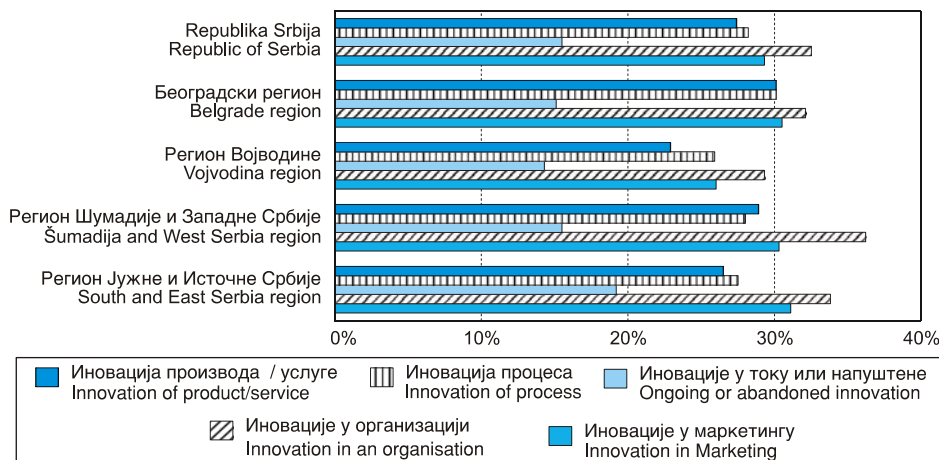 Republika Srbija
Republic of Serbia
Београдски регион
Belgrade region
Регион Војводине
Vojvodina region
Регион Шумадије и Западне Србије
Šumadija and West Serbia region
Регион Јужне и Источне Србије
South and East Serbia region
0% 10% 20% 30% 40%
Иновација производа / услуге
Innovation of product/service
Иновација процеса
Innovation of process
Иновације у току или напуштене
Ongoing or abandoned innovation
Иновације у организацији
Innovation in an organisation
Иновације у маркетингу
Innovation in Marketing